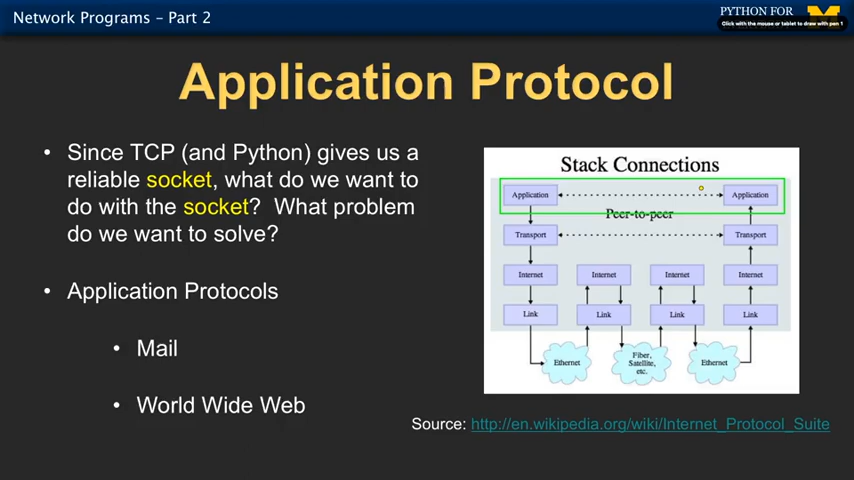 Network Programs – Part 2
PYTHON FOR
Click with the mouse or tablet to draw with pen 1
Application Protocol
• Since TCP (and Python) gives us a
reliable socket, what do we want to
do with the socket? What problem
do we want to solve?
• Application Protocols
• Mail
• World Wide Web
Stack Connections
Application Application
Peer-to-peer
Transport Transport
Internet Internet Internet Internet
Link Link Link Link
Ethernet Fiber, Ethernet
Satellite,
etc.
Source: http://en.wikipedia.org/wiki/Internet_Protocol_Suite